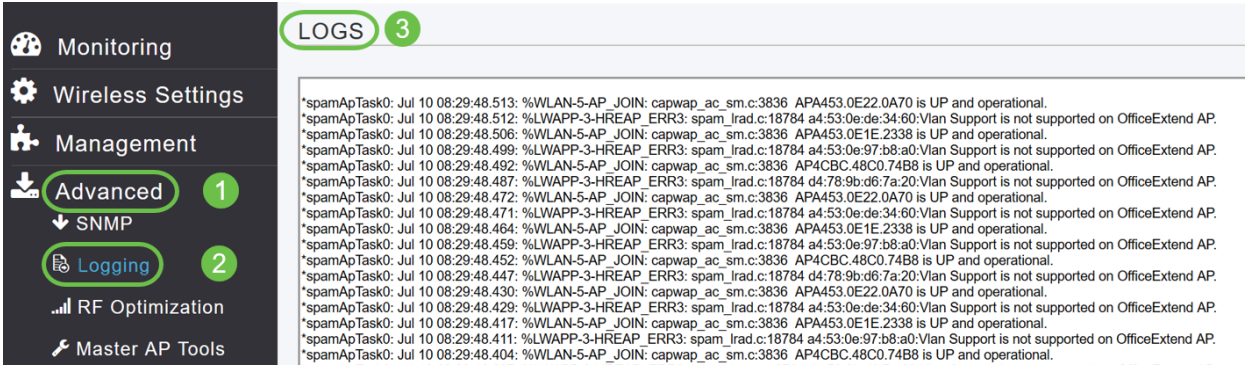 Monitoring
Wireless Settings
Management
Advanced 1
SNMP
Logging 2
RF Optimization
Master AP Tools
LOGS 3
*spamApTask0: Jul 10 08:29:48.513: %WLAN-5-AP_JOIN: capwap_ac_sm.c:3836 APA453.0E22.0A70 is UP and operational.
*spamApTask0: Jul 10 08:29:48.512: %LWAPP-3-HREAP_ERR3: spam_lrad.c:18784 a4:53:0e:de:34:60:Vlan Support is not supported on OfficeExtend AP.
*spamApTask0: Jul 10 08:29:48.506: %WLAN-5-AP_JOIN: capwap_ac_sm.c:3836 APA453.0E1E.2338 is UP and operational.
*spamApTask0: Jul 10 08:29:48.499: %LWAPP-3-HREAP_ERR3: spam_lrad.c:18784 a4:53:0e:97:b8:a0:Vlan Support is not supported on OfficeExtend AP.
*spamApTask0: Jul 10 08:29:48.492: %WLAN-5-AP_JOIN: capwap_ac_sm.c:3836 AP4CBC.48C0.74B8 is UP and operational.
*spamApTask0: Jul 10 08:29:48.487: %LWAPP-3-HREAP_ERR3: spam_lrad.c:18784 d4:78:9b:d6:7a:20:Vlan Support is not supported on OfficeExtend AP.
*spamApTask0: Jul 10 08:29:48.472: %WLAN-5-AP_JOIN: capwap_ac_sm.c:3836 APA453.0E22.0A70 is UP and operational.
*spamApTask0: Jul 10 08:29:48.471: %LWAPP-3-HREAP_ERR3: spam_lrad.c:18784 a4:53:0e:de:34:60:Vlan Support is not supported on OfficeExtend AP.
*spamApTask0: Jul 10 08:29:48.464: %WLAN-5-AP_JOIN: capwap_ac_sm.c:3836 APA453.0E1E.2338 is UP and operational.
*spamApTask0: Jul 10 08:29:48.459: %LWAPP-3-HREAP_ERR3: spam_lrad.c:18784 a4:53:0e:97:b8:a0:Vlan Support is not supported on OfficeExtend AP.
*spamApTask0: Jul 10 08:29:48.452: %WLAN-5-AP_JOIN: capwap_ac_sm.c:3836 AP4CBC.48C0.74B8 is UP and operational.
*spamApTask0: Jul 10 08:29:48.447: %LWAPP-3-HREAP_ERR3: spam_lrad.c:18784 d4:78:9b:d6:7a:20:Vlan Support is not supported on OfficeExtend AP.
*spamApTask0: Jul 10 08:29:48.430: %WLAN-5-AP_JOIN: capwap_ac_sm.c:3836 APA453.0E22.0A70 is UP and operational.
*spamApTask0: Jul 10 08:29:48.429: %LWAPP-3-HREAP_ERR3: spam_lrad.c:18784 a4:53:0e:de:34:60:Vlan Support is not supported on OfficeExtend AP.
*spamApTask0: Jul 10 08:29:48.417: %WLAN-5-AP_JOIN: capwap_ac_sm.c:3836 APA453.0E1E.2338 is UP and operational.
*spamApTask0: Jul 10 08:29:48.411: %LWAPP-3-HREAP_ERR3: spam_lrad.c:18784 a4:53:0e:97:b8:a0:Vlan Support is not supported on OfficeExtend AP.
*spamApTask0: Jul 10 08:29:48.404: %WLAN-5-AP_JOIN: capwap_ac_sm.c:3836 AP4CBC.48C0.74B8 is UP and operational.